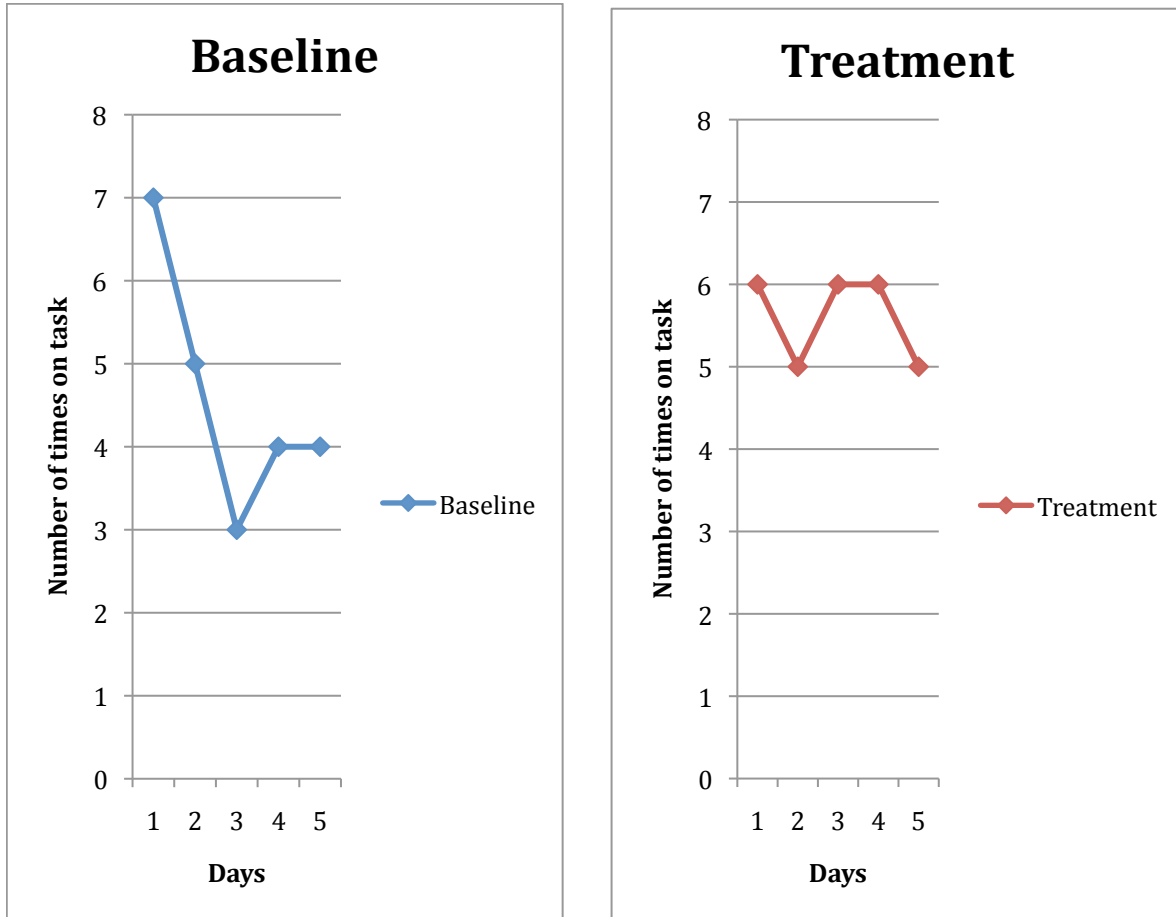 Baseline
8
7
6
5
4
3
2
1
0
Number of times on task
1 2 3 4 5
Days
Baseline
Treatment
8
7
6
5
4
3
2
1
0
Number of times on task
1 2 3 4 5
Days
Treatment